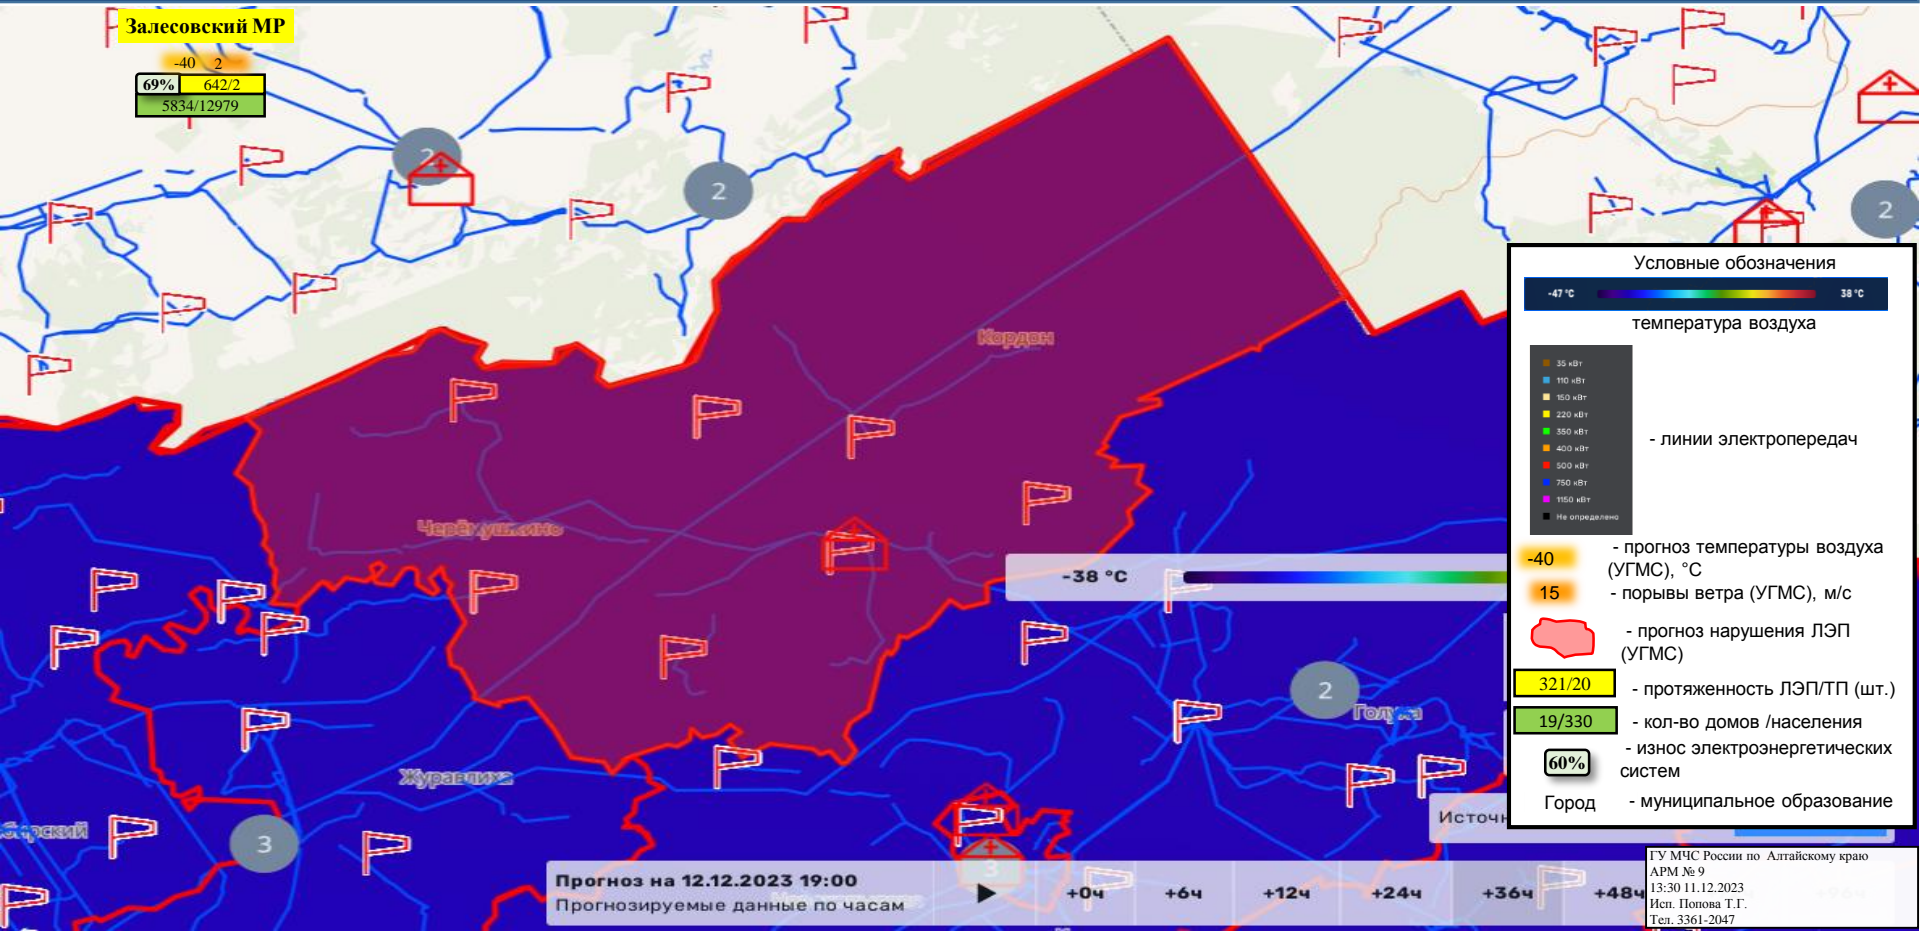 Залесовский МР
-40 2
69% 642/2
5834/12979
2
2
2
Кордон
Черёмушкино
-38 °C
2
Голуха
Журавлиха
3
3
Источн
Прогноз на 12.12.2023 19:00
Прогнозируемые данные по часам
+0ч +6ч +12ч +24ч +36ч +48ч
Условные обозначения
-47 °C 38 °C
температура воздуха
35 кВт
110 кВт
150 кВт
220 кВт
350 кВт
400 кВт
500 кВт
750 кВт
1150 кВт
Не определено
- линии электропередач
-40 - прогноз температуры воздуха
(УГМС), °С
15 - порывы ветра (УГМС), м/с
- прогноз нарушения ЛЭП
(УГМС)
321/20 - протяженность ЛЭП/ТП (шт.)
19/330 - кол-во домов /населения
60% - износ электроэнергетических
систем
Город - муниципальное образование
ГУ МЧС России по Алтайскому краю
АРМ № 9
13:30 11.12.2023
Исп. Попова Т.Г.
Тел. 3361-2047